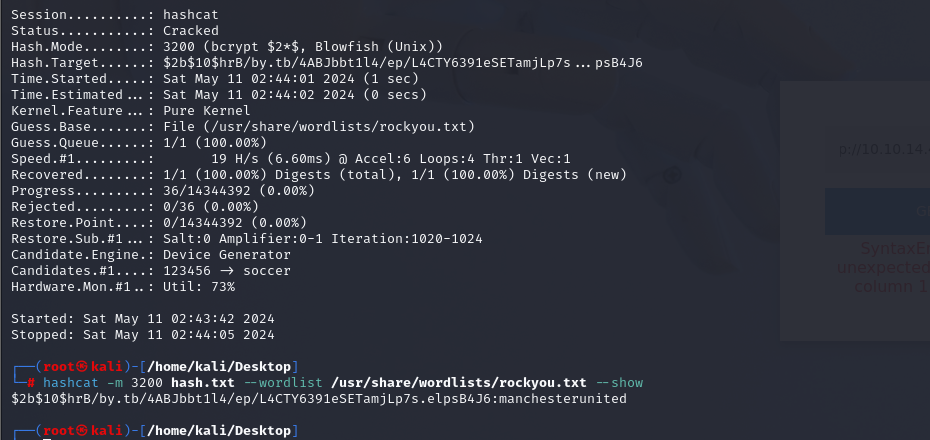 Session..........: hashcat
Status...........: Cracked
Hash.Mode........: 3200 (bcrypt $2*$, Blowfish (Unix))
Hash.Target......: $2b$10$hrB/by.tb/4ABJbbt1l4/ep/L4CTY6391eSETamjLp7s...psB4J6
Time.Started.....: Sat May 11 02:44:01 2024 (1 sec)
Time.Estimated...: Sat May 11 02:44:02 2024 (0 secs)
Kernel.Feature...: Pure Kernel
Guess.Base.......: File (/usr/share/wordlists/rockyou.txt)
Guess.Queue......: 1/1 (100.00%)
Speed.#1.........:       19 H/s (6.60ms) @ Accel:6 Loops:4 Thr:1 Vec:1
Recovered........: 1/1 (100.00%) Digests (total), 1/1 (100.00%) Digests (new)
Progress.........: 36/14344392 (0.00%)
Rejected.........: 0/36 (0.00%)
Restore.Point....: 0/14344392 (0.00%)
Restore.Sub.#1...: Salt:0 Amplifier:0-1 Iteration:1020-1024
Candidate.Engine.: Device Generator
Candidates.#1....: 123456 -> soccer
Hardware.Mon.#1..: Util: 73%
Started: Sat May 11 02:43:42 2024
Stopped: Sat May 11 02:44:05 2024
┌──(root㉿kali)-[/home/kali/Desktop]
└─# hashcat -m 3200 hash.txt --wordlist /usr/share/wordlists/rockyou.txt --show
$2b$10$hrB/by.tb/4ABJbbt1l4/ep/L4CTY6391eSETamjLp7s.elpsB4J6:manchesterunited
┌──(root㉿kali)-[/home/kali/Desktop]
p://10.10.14.
unexpected
column